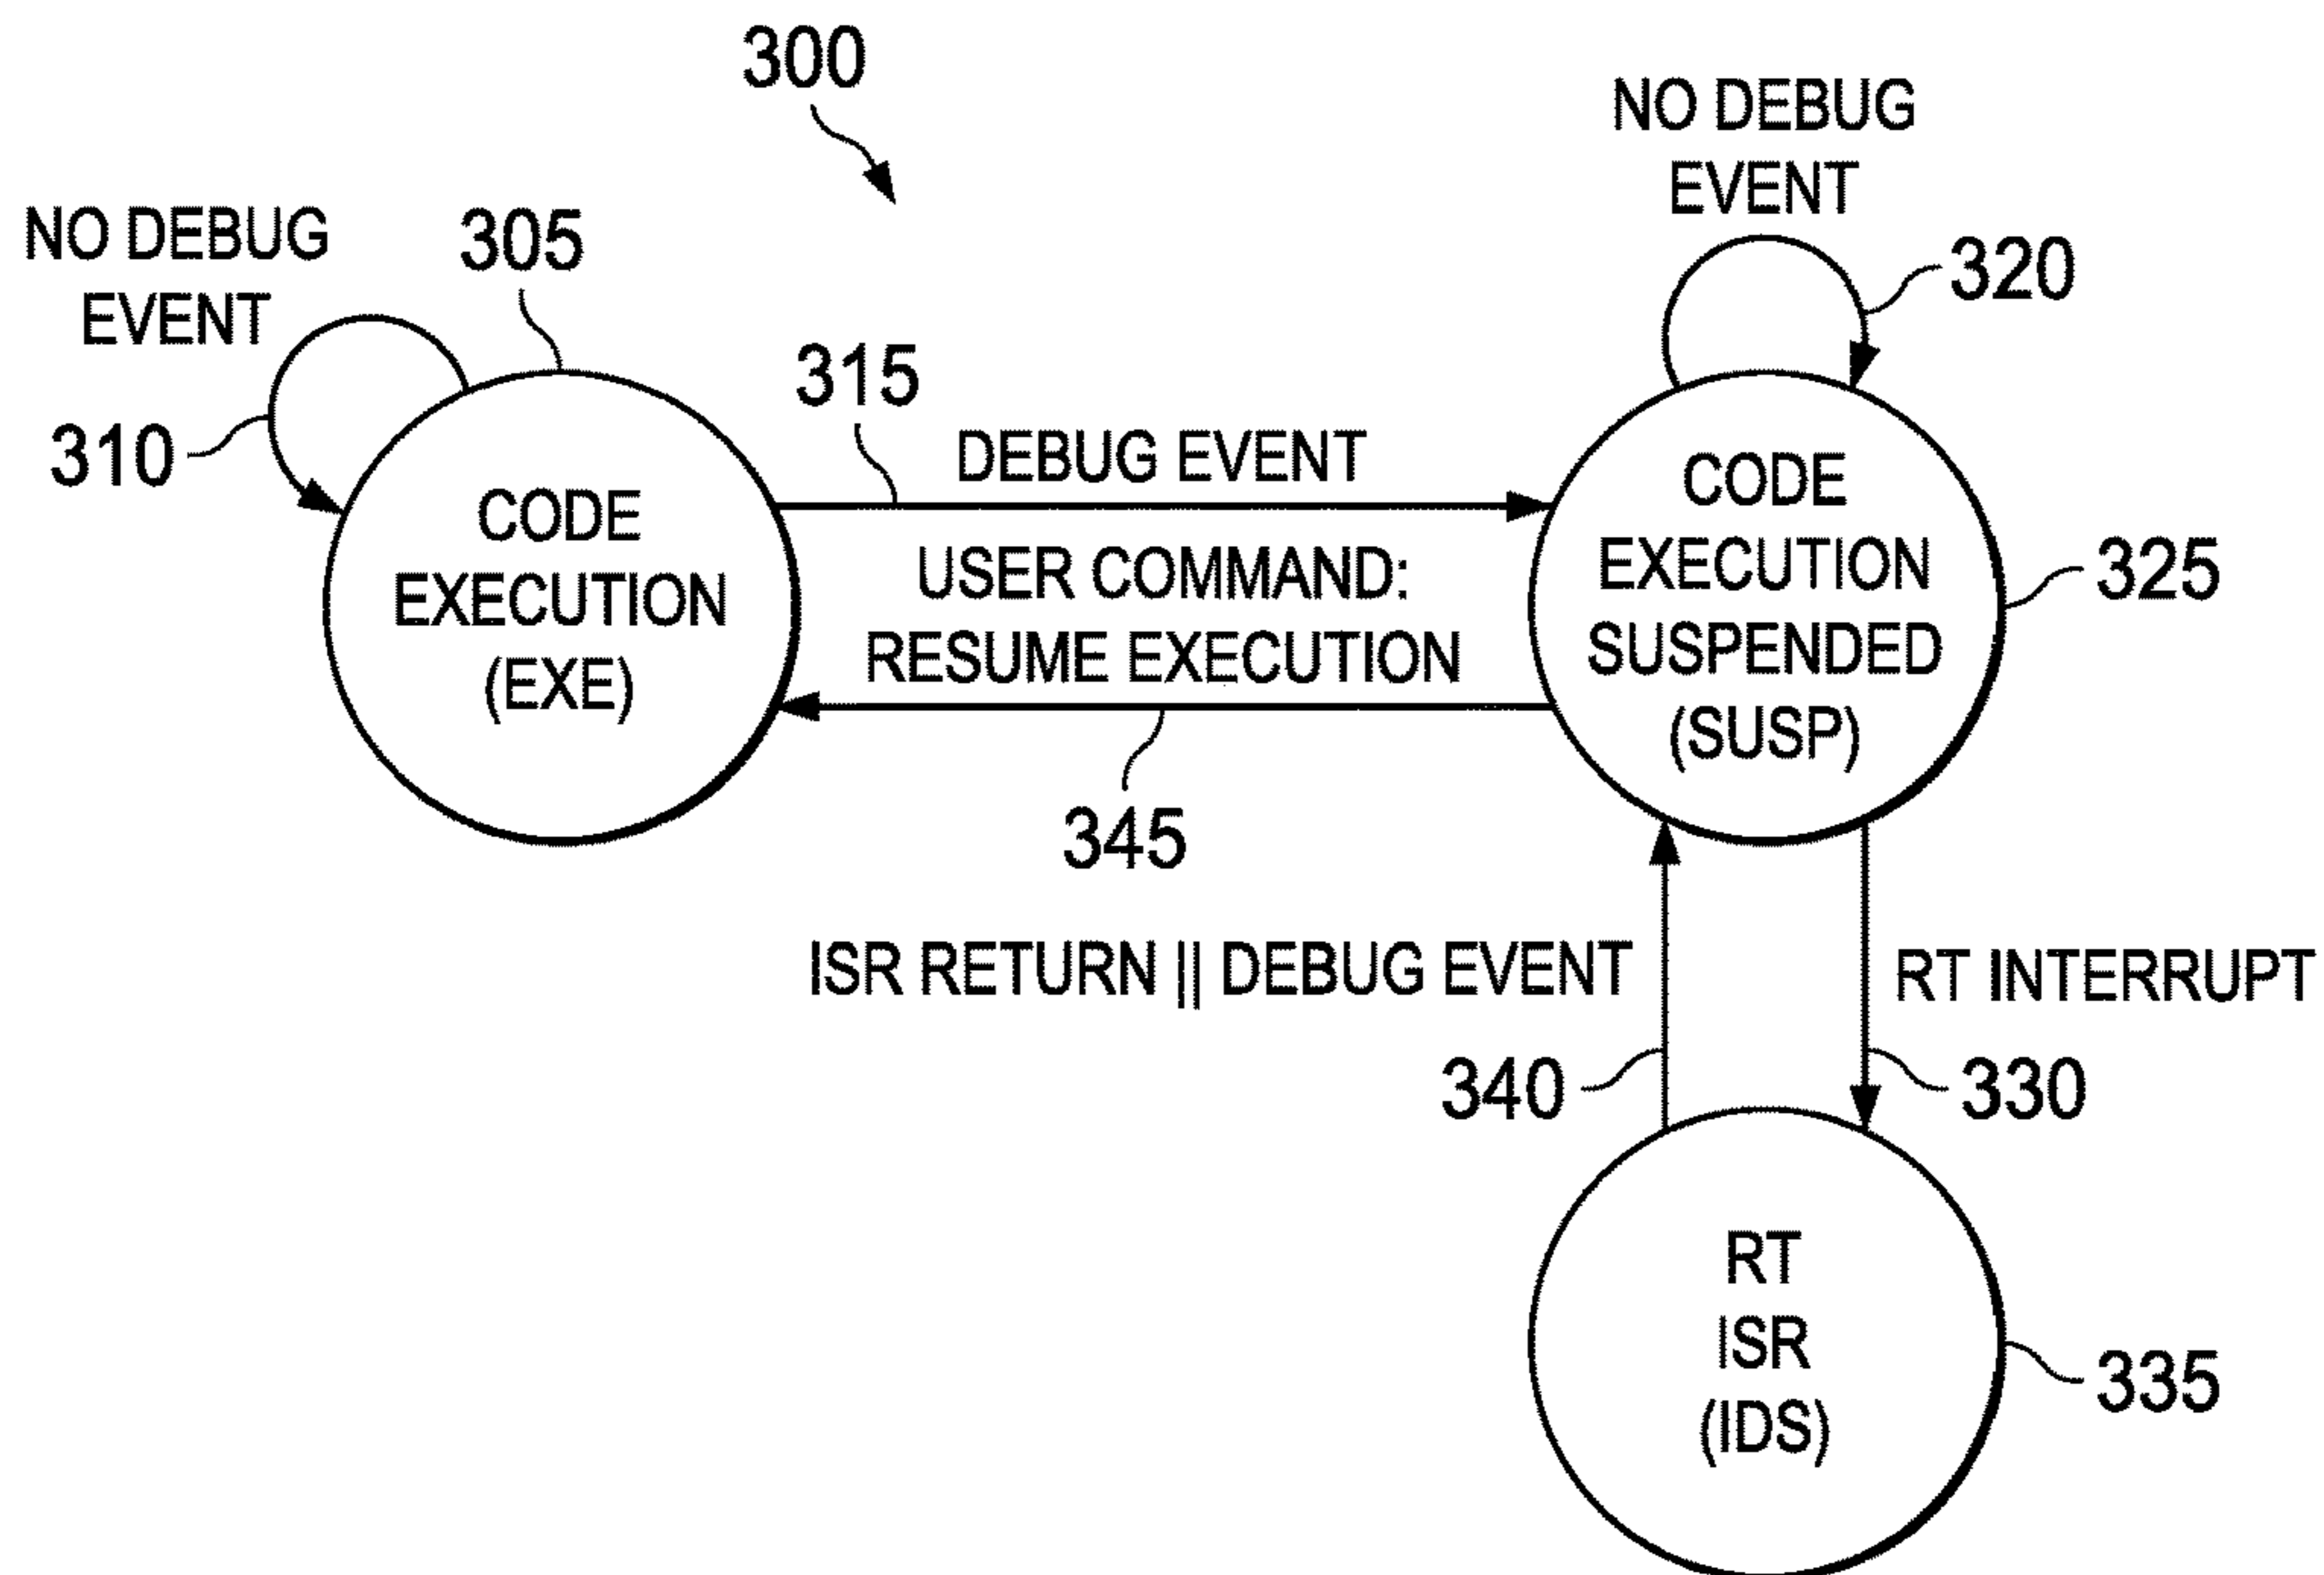 300
NO DEBUG
EVENT
320
NO DEBUG
EVENT
305
310
315
DEBUG EVENT
CODE
EXECUTION
(EXE)
USER COMMAND:
RESUME EXECUTION
345
CODE
EXECUTION
SUSPENDED
(SUSP)
325
ISR RETURN || DEBUG EVENT
RT INTERRUPT
340
330
RT
ISR
(IDS)
335